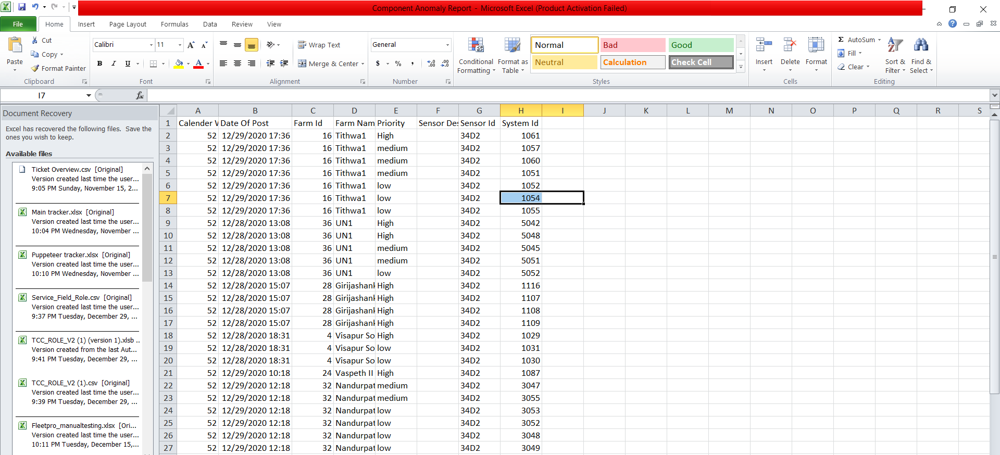 Component Anomaly Report - Microsoft Excel (Product Activation Failed)
File Home Insert Page Layout Formulas Data Review View
Paste
Cut
Copy
Format Painter
Clipboard
Calibri 11
B I U A
Font
Wrap Text
Merge & Center
Alignment
General
$ % ,
Number
Conditional Formatting
Format as Table
Normal Bad Good
Neutral Calculation Check Cell
Styles
Insert Delete Format
Cells
Σ AutoSum
Fill
Clear
Sort & Filter
Find & Select
Editing
I7 fx
Document Recovery
Excel has recovered the following files. Save the
ones you wish to keep.
Available files
Ticket Overview.csv [Original]
Version created last time the user...
9:05 PM Sunday, November 15, 2...
Main tracker.xlsx [Original]
Version created last time the user...
10:04 PM Wednesday, November ...
Puppeteer tracker.xlsx [Original]
Version created last time the user...
10:10 PM Wednesday, November ...
Service_Field_Role.csv [Original]
Version created last time the user...
9:37 PM Tuesday, December 29, ...
TCC_ROLE_V2 (1) (version 1).xlsb ..
Version created from the last Aut...
9:41 PM Tuesday, December 29, ...
TCC_ROLE_V2 (1).csv [Original]
Version created last time the user...
9:39 PM Tuesday, December 29, ...
Fleetpro_manualtesting.xlsx [Ori...
Version created last time the user...
10:11 PM Tuesday, December 15,...
A B C D E F G H I J K L M N O P Q R S
1 Calender W Date Of Post Farm Id Farm Nam Priority Sensor Des Sensor Id System Id
2 52 12/29/2020 17:36 16 Tithwa1 High 34D2 1061
3 52 12/29/2020 17:36 16 Tithwa1 medium 34D2 1057
4 52 12/29/2020 17:36 16 Tithwa1 medium 34D2 1060
5 52 12/29/2020 17:36 16 Tithwa1 medium 34D2 1051
6 52 12/29/2020 17:36 16 Tithwa1 low 34D2 1052
7 52 12/29/2020 17:36 16 Tithwa1 low 34D2 1054
8 52 12/29/2020 17:36 16 Tithwa1 low 34D2 1055
9 52 12/28/2020 13:08 36 UN1 High 34D2 5042
10 52 12/28/2020 13:08 36 UN1 High 34D2 5048
11 52 12/28/2020 13:08 36 UN1 medium 34D2 5045
12 52 12/28/2020 13:08 36 UN1 medium 34D2 5051
13 52 12/28/2020 13:08 36 UN1 low 34D2 5052
14 52 12/28/2020 15:07 28 Girijashank High 34D2 1116
15 52 12/28/2020 15:07 28 Girijashank High 34D2 1107
16 52 12/28/2020 15:07 28 Girijashank High 34D2 1108
17 52 12/28/2020 15:07 28 Girijashank High 34D2 1109
18 52 12/28/2020 18:31 4 Visapur So High 34D2 1029
19 52 12/28/2020 18:31 4 Visapur So low 34D2 1031
20 52 12/28/2020 18:31 4 Visapur So low 34D2 1030
21 52 12/29/2020 10:18 24 Vaspeth II High 34D2 1087
22 52 12/29/2020 12:18 32 Nandurpat medium 34D2 3047
23 52 12/29/2020 12:18 32 Nandurpat medium 34D2 3055
24 52 12/29/2020 12:18 32 Nandurpat low 34D2 3053
25 52 12/29/2020 12:18 32 Nandurpat low 34D2 3052
26 52 12/29/2020 12:18 32 Nandurpat low 34D2 3048
27 52 12/29/2020 12:18 32 Nandurpat low 34D2 3049